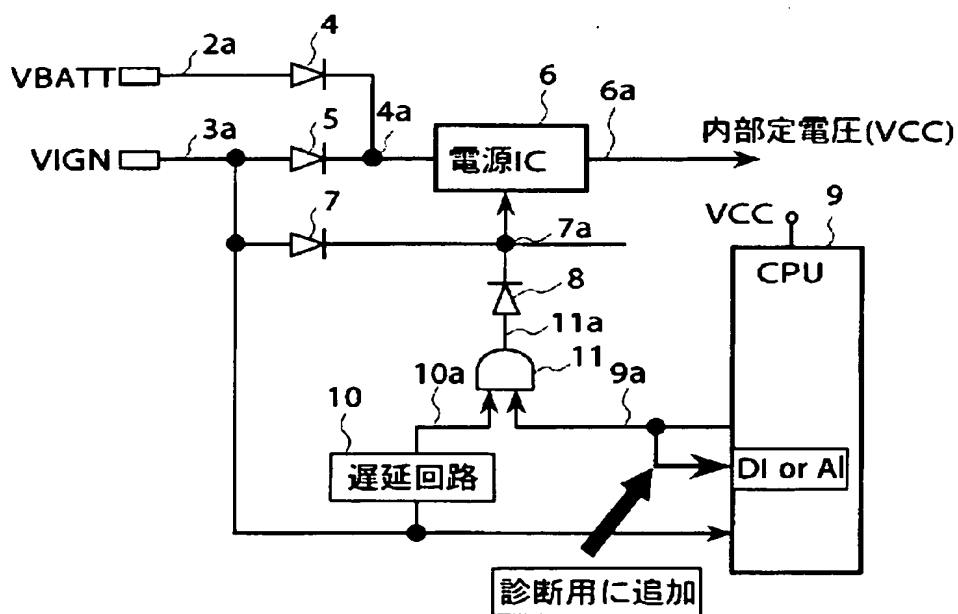 4
2a
VBATT
5
4a
6
6a
3a
VIGN
電源IC
内部定電圧(VCC)
7
7a
VCC
9
CPU
8
11a
11
10a
9a
10
遅延回路
DI or AI
診断用に追加